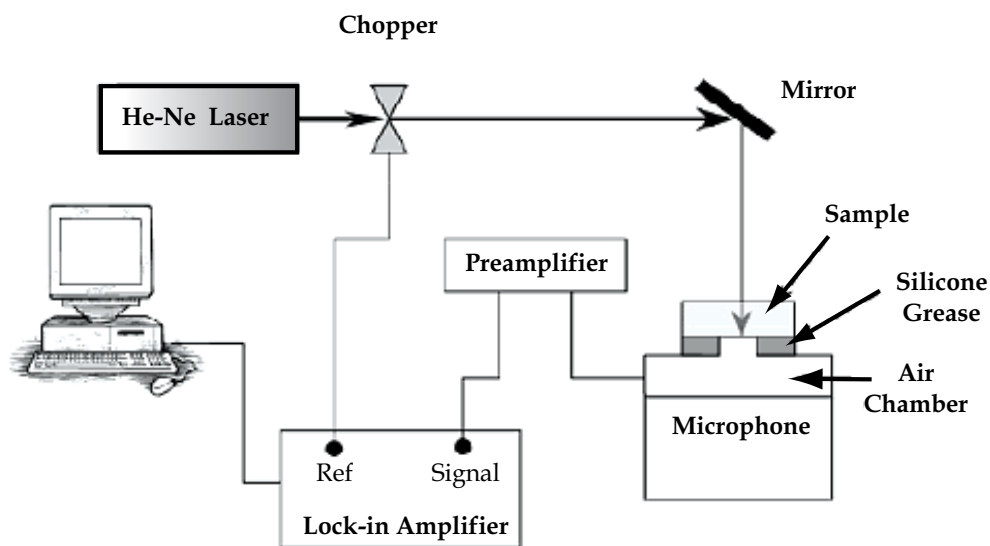 Chopper
He-Ne Laser
Mirror
Sample
Preamplifier
Silicone
Grease
Air
Chamber
Microphone
Ref
Signal
Lock-in Amplifier